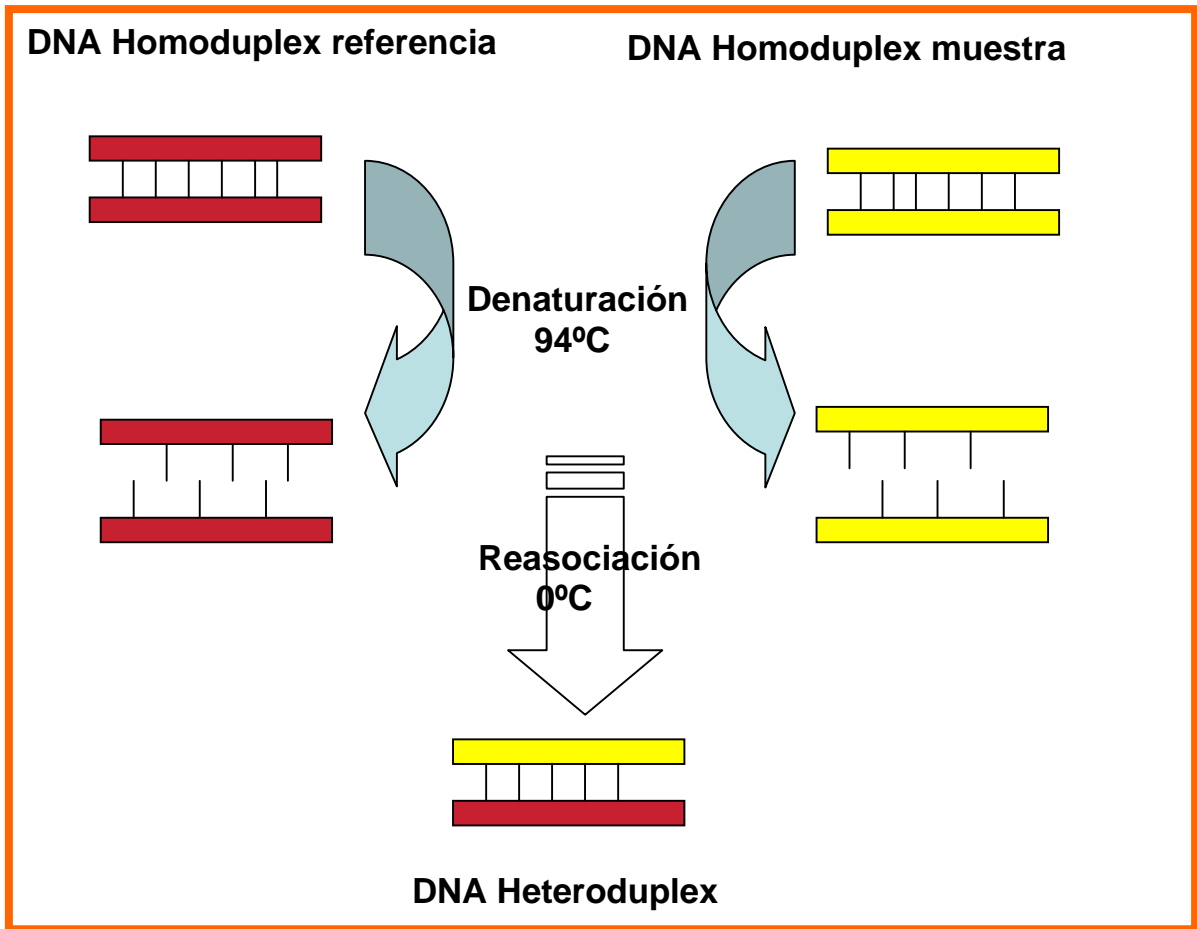 DNA Homoduplex referencia
DNA Homoduplex muestra
Denaturación
94ºC
Reasociación
0ºC
DNA Heteroduplex